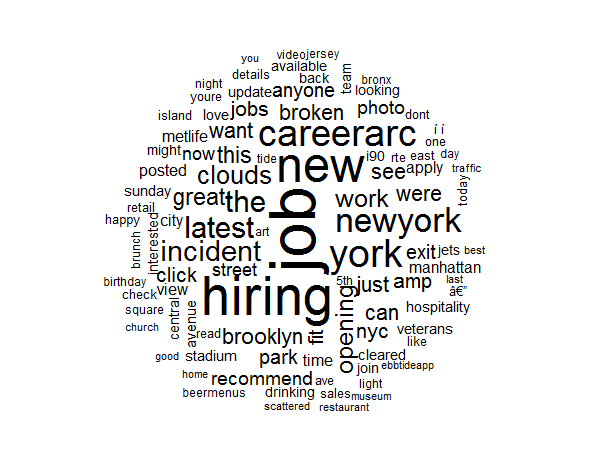 you
videojersey
details
available
team
night
back
bronx
youre
update
anyone
looking
island
love
jobs
broken
photo
dont
metlife
want
careerarc
í í
one
might
now
this
tide
new
i90
rte
east
day
posted
clouds
see
apply
traffic
sunday
great
the
job
work
were
today
retail
happy
city
latest
art
newyork
interested
brunch
incident
york
exit
jets
best
birthday
click
street
manhattan
check
view
hiring
5th
just
amp
last
â€”
square
central
avenue
opening
can
hospitality
church
read
brooklyn
fit
nyc
veterans
like
good
stadium
park
time
cleared
home
recommend
ave
join
ebbtideapp
light
beermenus
drinking
sales
museum
scattered
restaurant